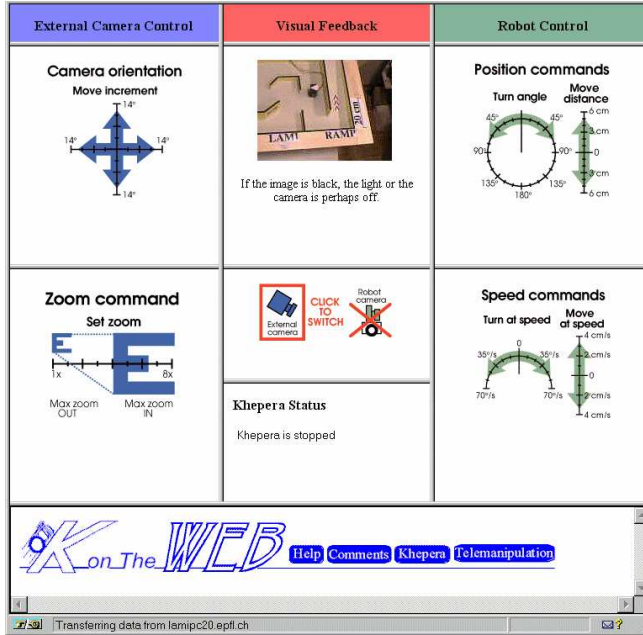 External Camera Control
Visual Feedback
Robot Control
Camera orientation
Move increment
14°
14°
14°
14°
LAMI
RAMP
20 cm
If the image is black, the light or the
camera is perhaps off.
Position commands
Turn angle
Move
distance
45°
45°
90°
90°
135°
135°
180°
6 cm
3 cm
0
3 cm
6 cm
Zoom command
Set zoom
E
E
1x
8x
Max zoom
OUT
Max zoom
IN
External
camera
CLICK
TO
SWITCH
Robot
camera
Khepera Status
Khepera is stopped
Speed commands
Turn at speed
Move
at speed
0
35°/s
35°/s
70°/s
70°/s
4 cm/s
2 cm/s
0
2 cm/s
4 cm/s
K on The WEB
Help
Comments
Khepera
Telemanipulation
Transferring data from lamipc20.epfl.ch